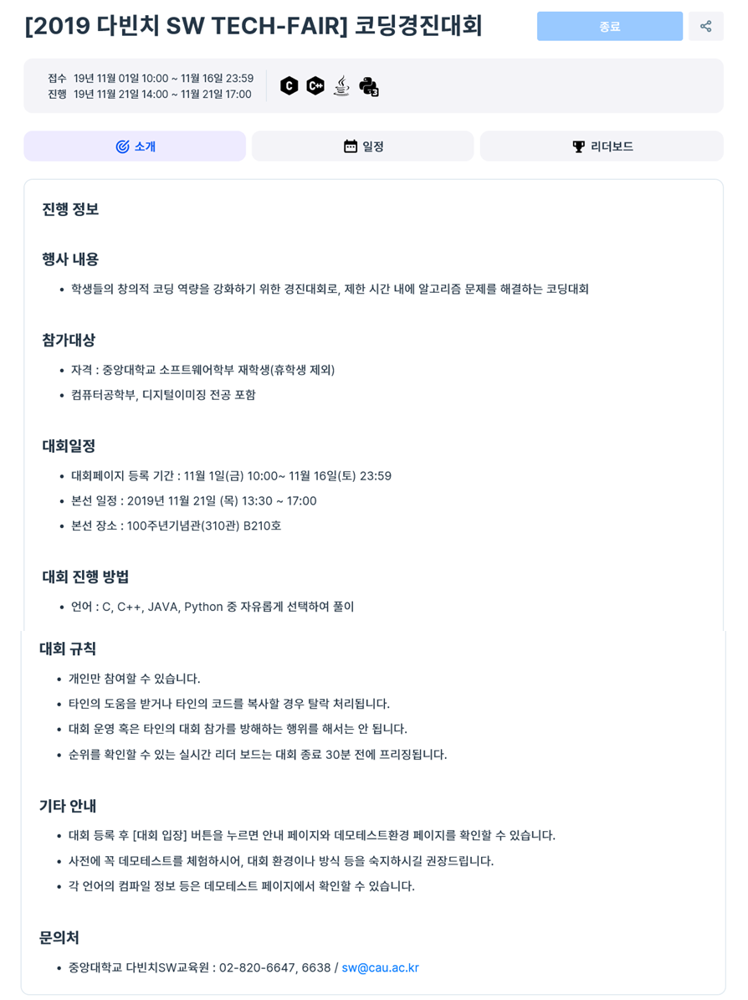 [2019 다빈치 SW TECH-FAIR] 코딩경진대회
종료
접수 19년 11월 01일 10:00 ~ 11월 16일 23:59
진행 19년 11월 21일 14:00 ~ 11월 21일 17:00
C C++ 3
소개 일정 리더보드
진행 정보
행사 내용
• 학생들의 창의적 코딩 역량을 강화하기 위한 경진대회로, 제한 시간 내에 알고리즘 문제를 해결하는 코딩대회
참가대상
• 자격 : 중앙대학교 소프트웨어학부 재학생(휴학생 제외)
• 컴퓨터공학부, 디지털이미징 전공 포함
대회일정
• 대회페이지 등록 기간 : 11월 1일(금) 10:00~ 11월 16일(토) 23:59
• 본선 일정 : 2019년 11월 21일 (목) 13:30 ~ 17:00
• 본선 장소 : 100주년기념관(310관) B210호
대회 진행 방법
• 언어 : C, C++, JAVA, Python 중 자유롭게 선택하여 풀이
대회 규칙
• 개인만 참여할 수 있습니다.
• 타인의 도움을 받거나 타인의 코드를 복사할 경우 탈락 처리됩니다.
• 대회 운영 혹은 타인의 대회 참가를 방해하는 행위를 해서는 안 됩니다.
• 순위를 확인할 수 있는 실시간 리더 보드는 대회 종료 30분 전에 프리징됩니다.
기타 안내
• 대회 등록 후 [대회 입장] 버튼을 누르면 안내 페이지와 데모테스트환경 페이지를 확인할 수 있습니다.
• 사전에 꼭 데모테스트를 체험하시어, 대회 환경이나 방식 등을 숙지하시길 권장드립니다.
• 각 언어의 컴파일 정보 등은 데모테스트 페이지에서 확인할 수 있습니다.
문의처
• 중앙대학교 다빈치SW교육원 : 02-820-6647, 6638 / sw@cau.ac.kr